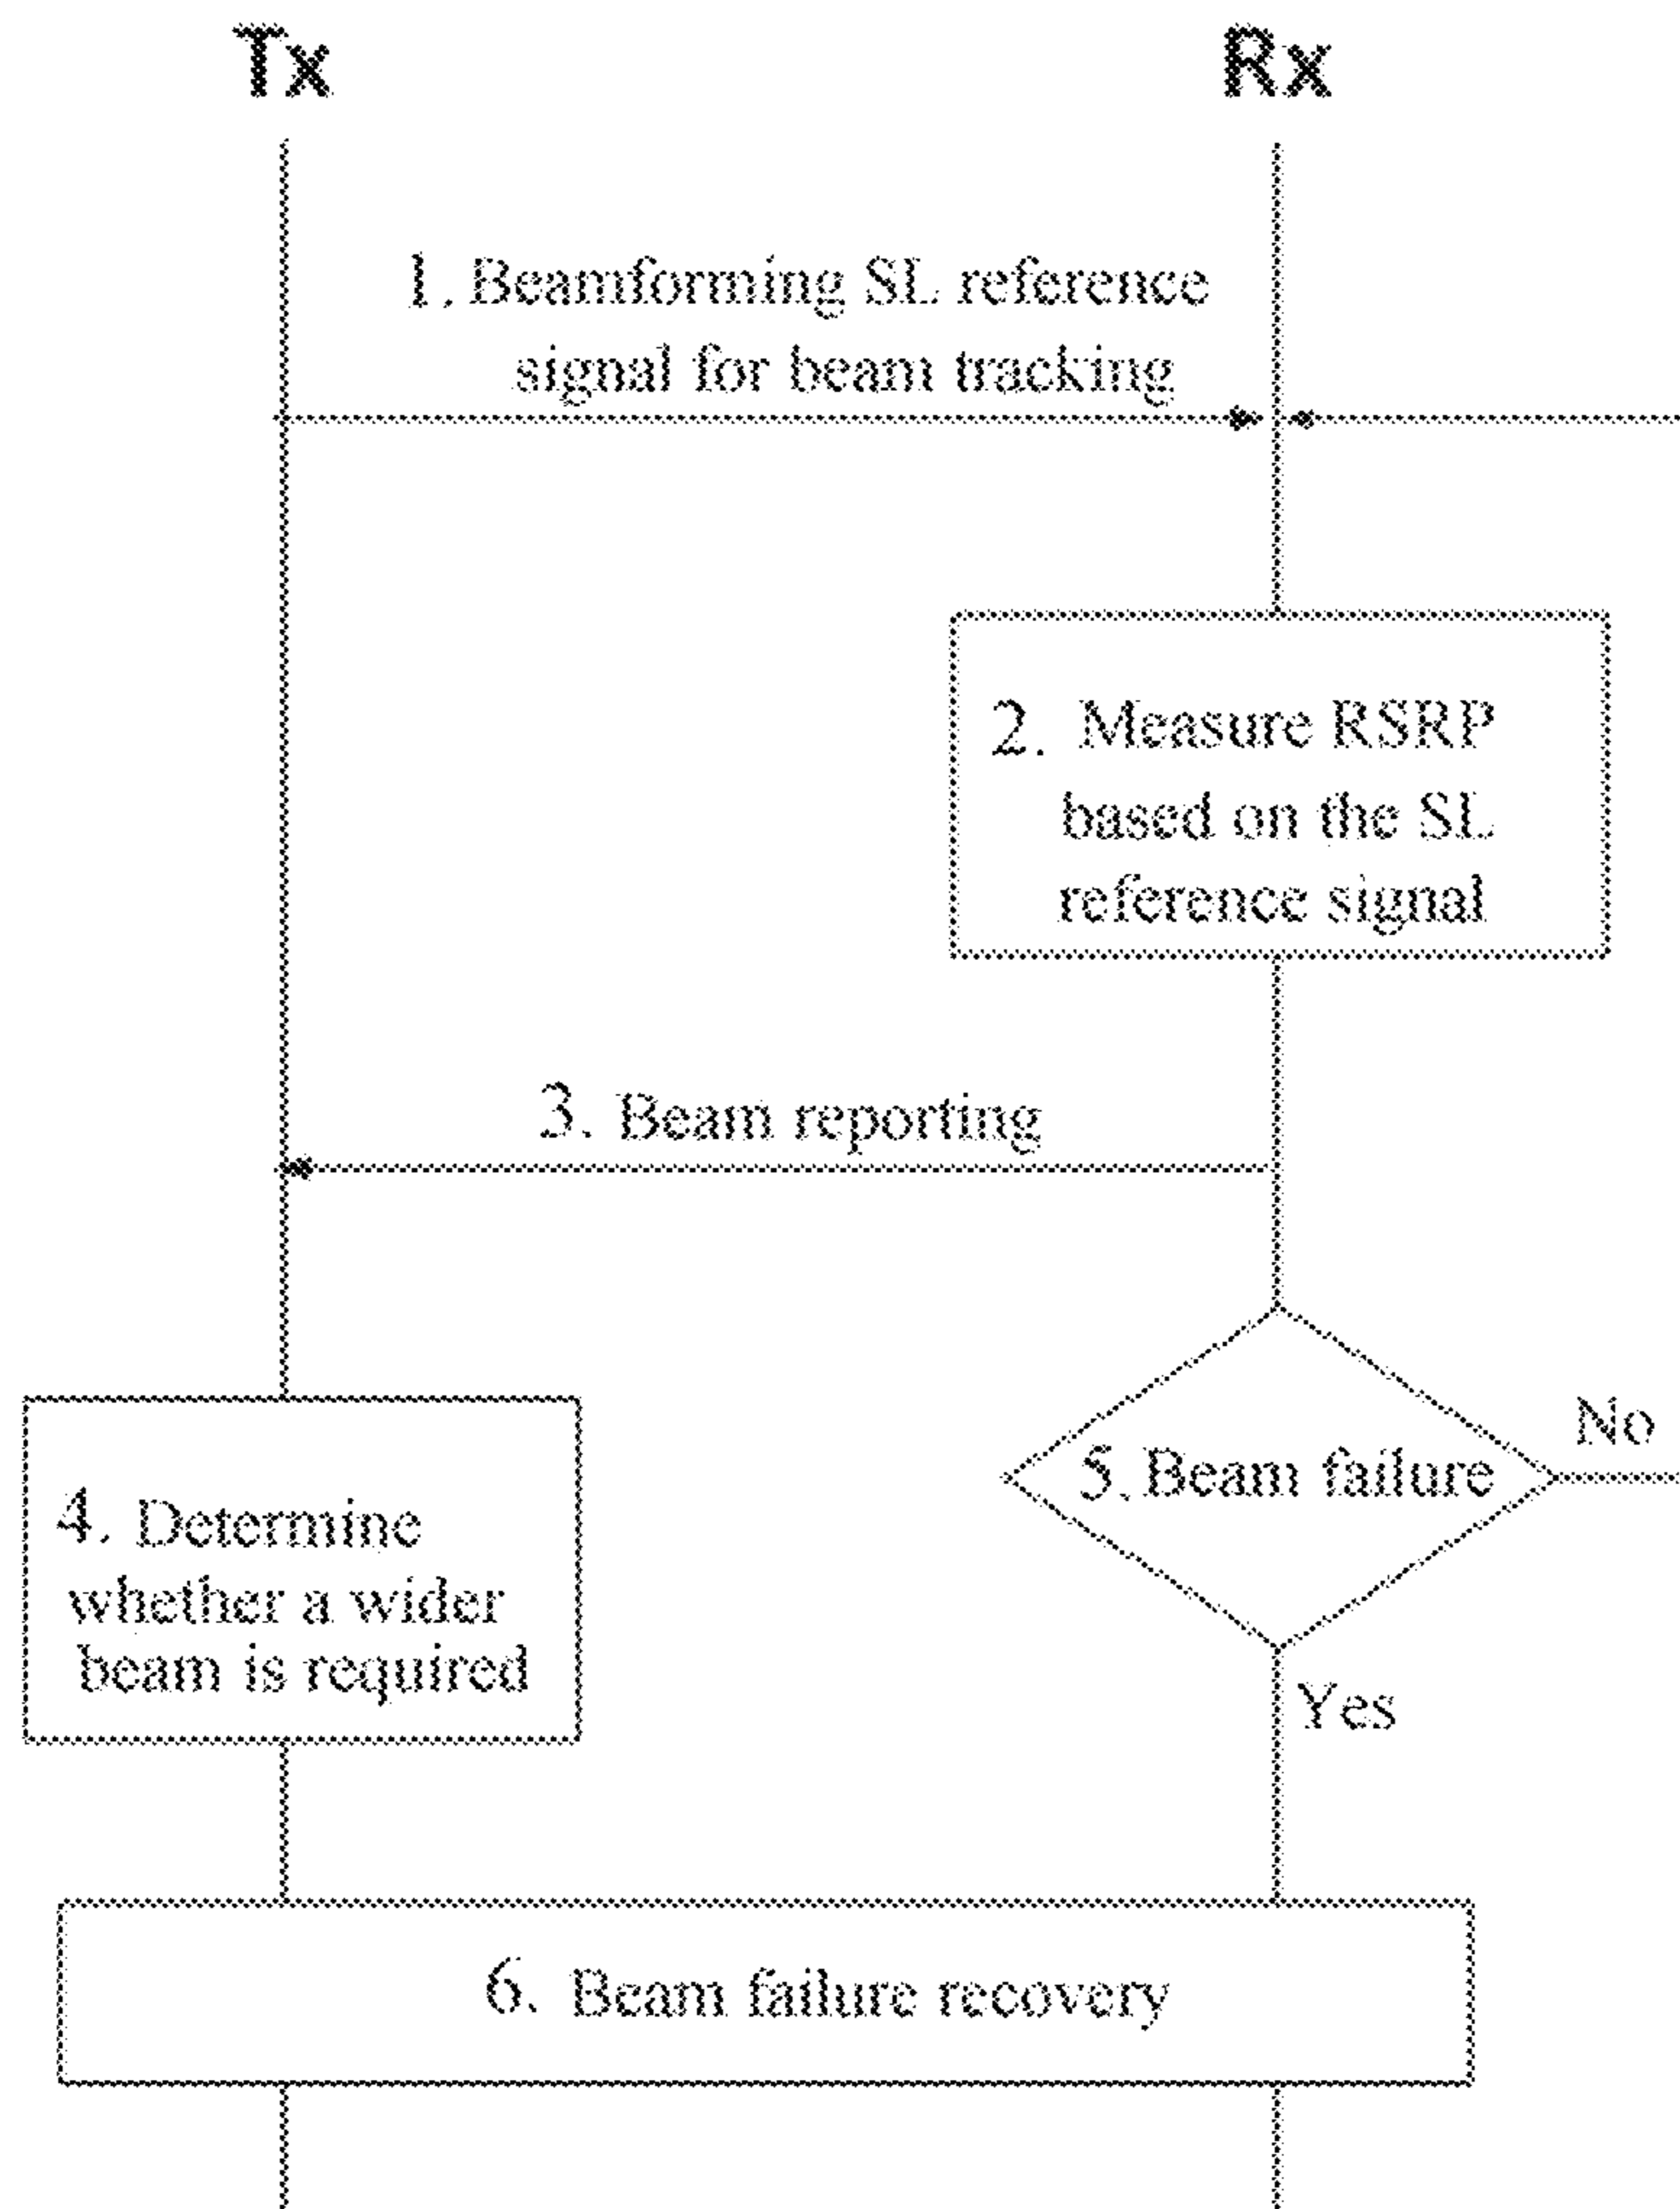 Tx
Rx
1. Beamforming SL reference
signal for beam tracking
2. Measure RSRP
based on the SL
reference signal
3. Beam reporting
4. Determine
whether a wider
beam is required
5. Beam failure
No
Yes
6. Beam failure recovery